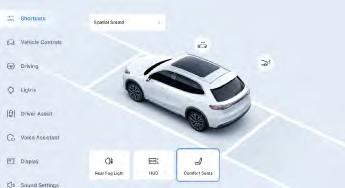 Shortcuts
Spatial Sound
Vehicle Controls
Driving
Lights
Driver Assist
Voice Assistant
Display
Sound Settings
Rear Fog Light
HUD
Comfort Seats